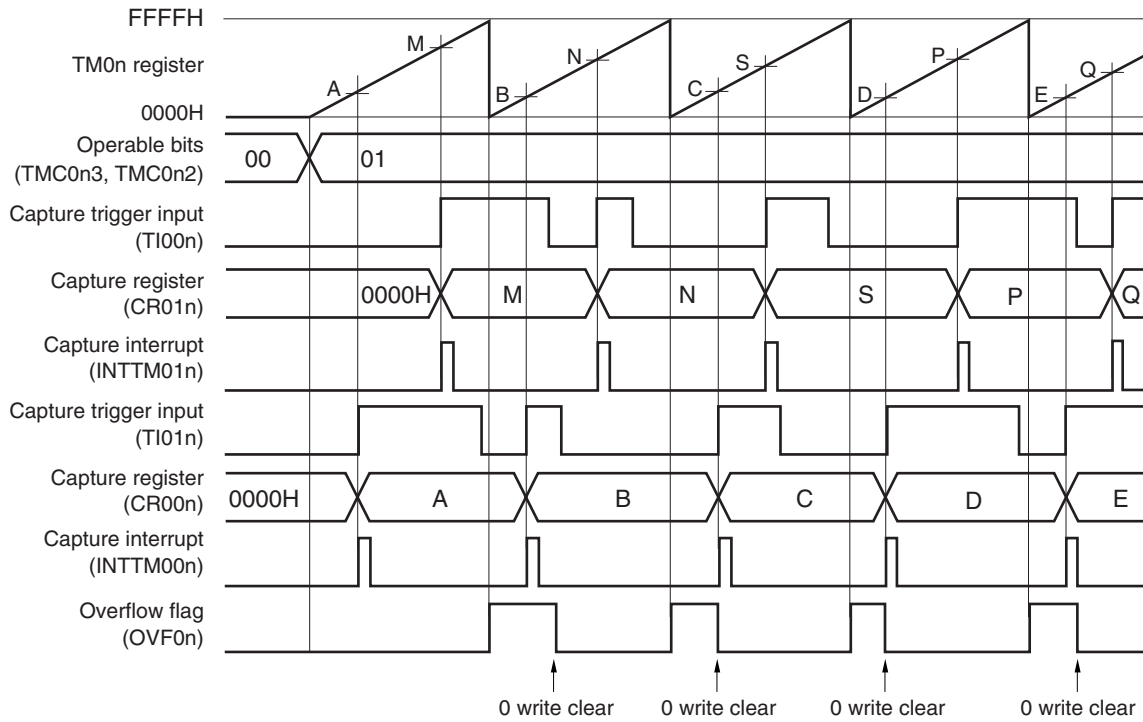 FFFFH
TM0n register
0000H
A M B N C S D P E Q
Operable bits
(TMC0n3, TMC0n2)
00 01
Capture trigger input
(TI00n)
Capture register
(CR01n)
0000H M N S P Q
Capture interrupt
(INTTM01n)
Capture trigger input
(TI01n)
Capture register
(CR00n)
0000H A B C D E
Capture interrupt
(INTTM00n)
Overflow flag
(OVF0n)
0 write clear 0 write clear 0 write clear 0 write clear